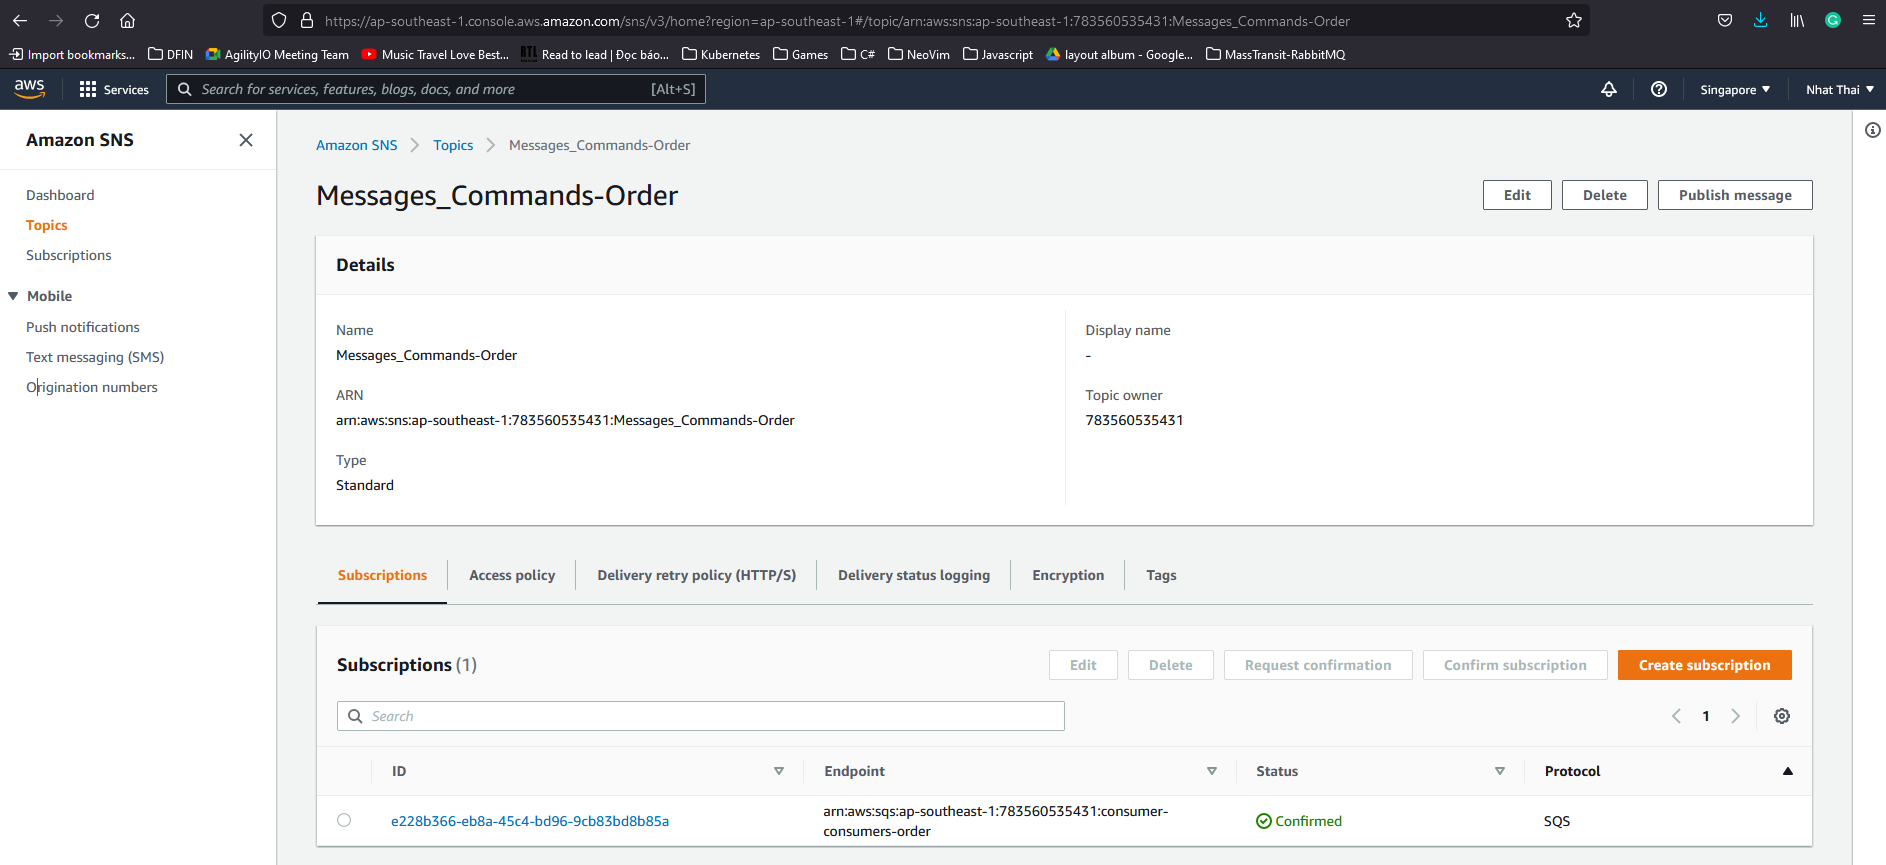 https://ap-southeast-1.console.aws.amazon.com/sns/v3/home?region=ap-southeast-1#/topic/arn:aws:sns:ap-southeast-1:783560535431:Messages_Commands-Order
Import bookmarks... DFIN AgilityIO Meeting Team Music Travel Love Best... RTL Read to lead | Đọc báo... Kubernetes Games C# NeoVim Javascript layout album - Google... MassTransit-RabbitMQ
aws Services Search for services, features, blogs, docs, and more [Alt+S] Singapore Nhat Thai
Amazon SNS
Dashboard
Topics
Subscriptions
Mobile
Push notifications
Text messaging (SMS)
Origination numbers
Amazon SNS Topics Messages_Commands-Order
Messages_Commands-Order
Edit Delete Publish message
Details
Name
Messages_Commands-Order
ARN
arn:aws:sns:ap-southeast-1:783560535431:Messages_Commands-Order
Type
Standard
Display name
-
Topic owner
783560535431
Subscriptions Access policy Delivery retry policy (HTTP/S) Delivery status logging Encryption Tags
Subscriptions (1)
Edit Delete Request confirmation Confirm subscription Create subscription
Search
1
ID Endpoint Status Protocol
e228b366-eb8a-45c4-bd96-9cb83bd8b85a arn:aws:sqs:ap-southeast-1:783560535431:consumer-
consumers-order Confirmed SQS